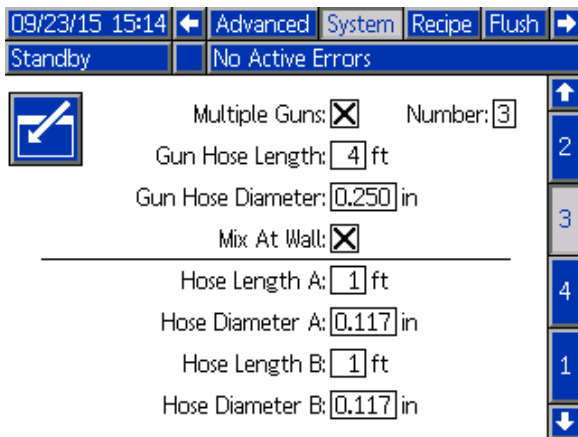 09/23/15 15:14 Advanced System Recipe Flush
Standby No Active Errors
Multiple Guns: Number: 3
2
Gun Hose Length: 4 ft
Gun Hose Diameter: 0.250 in
3
Mix At Wall:
Hose Length A: 1 ft
4
Hose Diameter A: 0.117 in
Hose Length B: 1 ft
1
Hose Diameter B: 0.117 in